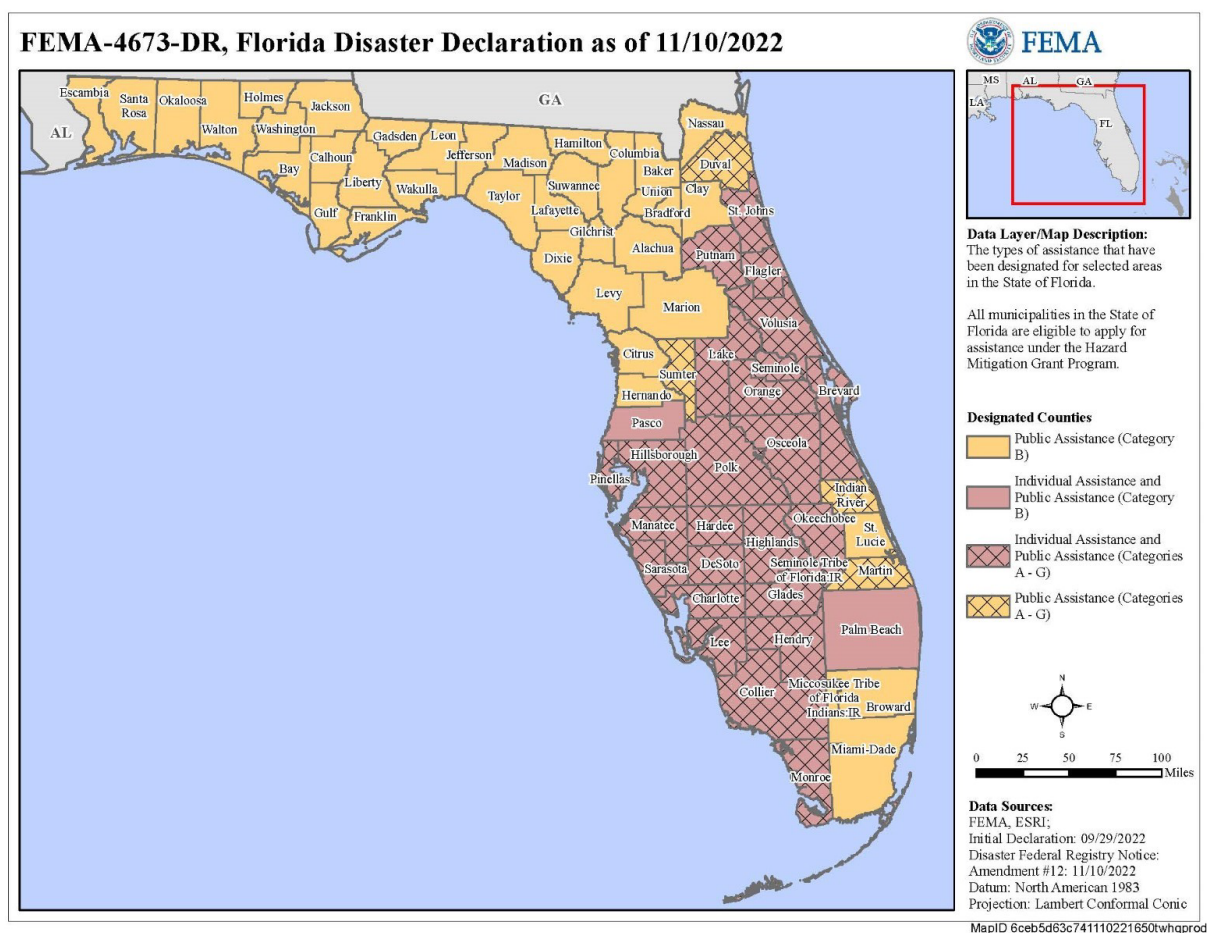 FEMA-4673-DR, Florida Disaster Declaration as of 11/10/2022
FEMA
Escambia
Santa
Rosa
Okaloosa
Walton
Holmes
Washington
Jackson
Bay
Calhoun
Gulf
Liberty
Franklin
Gadsden
Leon
Wakulla
Jefferson
Madison
Taylor
Hamilton
Suwannee
Lafayette
Columbia
Baker
Union
Bradford
Gilchrist
Dixie
Alachua
Levy
Marion
Nassau
Duval
Clay
St. Johns
Putnam
Flagler
Volusia
Citrus
Sumter
Hernando
Lake
Seminole
Orange
Brevard
Pasco
Hillsborough
Pinellas
Polk
Osceola
Indian
River
Manatee
Hardee
Highlands
Okeechobee
St.
Lucie
Sarasota
DeSoto
Seminole Tribe
of Florida:IR
Martin
Charlotte
Glades
Lee
Hendry
Palm Beach
Collier
Miccosukee Tribe
of Florida
Indians:IR
Broward
Miami-Dade
Monroe
AL
GA
MS
AL
GA
LA
FL
Data Layer/Map Description:
The types of assistance that have
been designated for selected areas
in the State of Florida.
All municipalities in the State of
Florida are eligible to apply for
assistance under the Hazard
Mitigation Grant Program.
Designated Counties
Public Assistance (Category
B)
Individual Assistance and
Public Assistance (Category
B)
Individual Assistance and
Public Assistance (Categories
A - G)
Public Assistance (Categories
A - G)
N
W
E
S
0 25 50 75 100
Miles
Data Sources:
FEMA, ESRI;
Initial Declaration: 09/29/2022
Disaster Federal Registry Notice:
Amendment #12: 11/10/2022
Datum: North American 1983
Projection: Lambert Conformal Conic
MapID 6ceb5d63c741110221650twhqprod